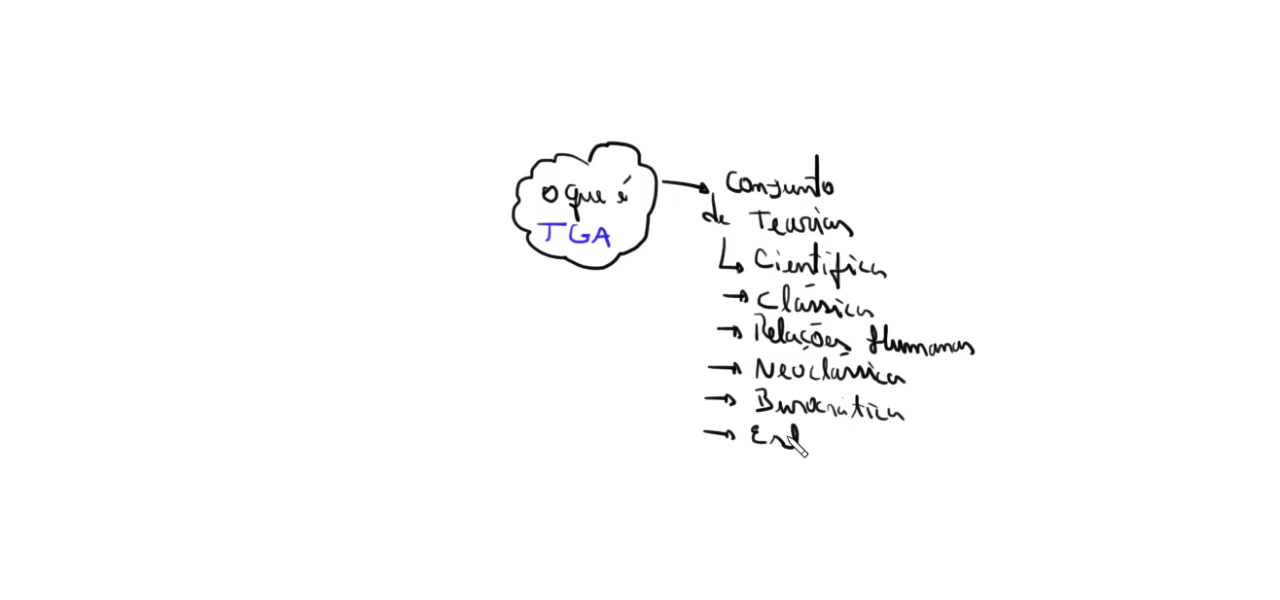 o que é
TGA
→ Conjunto
de Teorias
↳ Científica
→ Clássica
→ Relações Humanas
→ Neoclássica
→ Burocrática
→